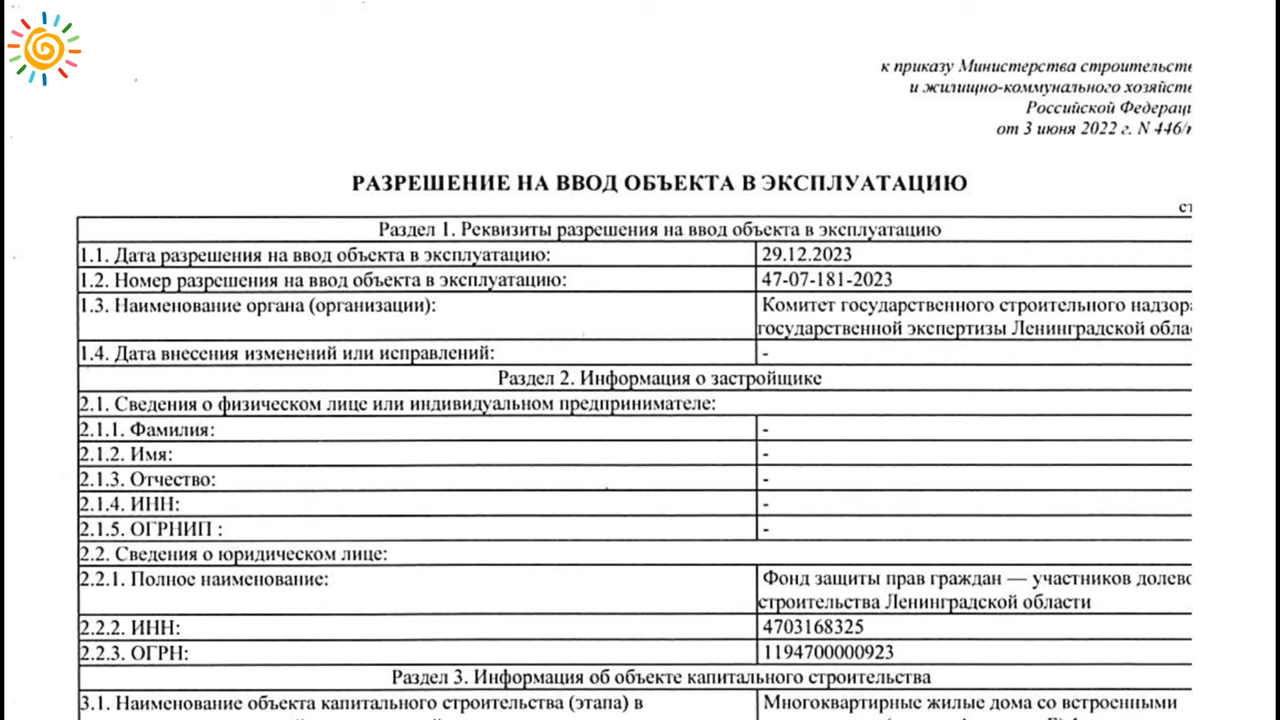 к приказу Министерства строительств
и жилищно-коммунального хозяйств
Российской Федерац
от 3 июня 2022 г. N 446/
РАЗРЕШЕНИЕ НА ВВОД ОБЪЕКТА В ЭКСПЛУАТАЦИЮ
ст
Раздел 1. Реквизиты разрешения на ввод объекта в эксплуатацию
1.1. Дата разрешения на ввод объекта в эксплуатацию: 29.12.2023
1.2. Номер разрешения на ввод объекта в эксплуатацию: 47-07-181-2023
1.3. Наименование органа (организации): Комитет государственного строительного надзора
государственной экспертизы Ленинградской обла
1.4. Дата внесения изменений или исправлений: -
Раздел 2. Информация о застройщике
2.1. Сведения о физическом лице или индивидуальном предпринимателе:
2.1.1. Фамилия: -
2.1.2. Имя: -
2.1.3. Отчество: -
2.1.4. ИНН: -
2.1.5. ОГРНИП : -
2.2. Сведения о юридическом лице:
2.2.1. Полное наименование: Фонд защиты прав граждан — участников долево
строительства Ленинградской области
2.2.2. ИНН: 4703168325
2.2.3. ОГРН: 1194700000923
Раздел 3. Информация об объекте капитального строительства
3.1. Наименование объекта капитального строительства (этапа) в Многоквартирные жилые дома со встроенными